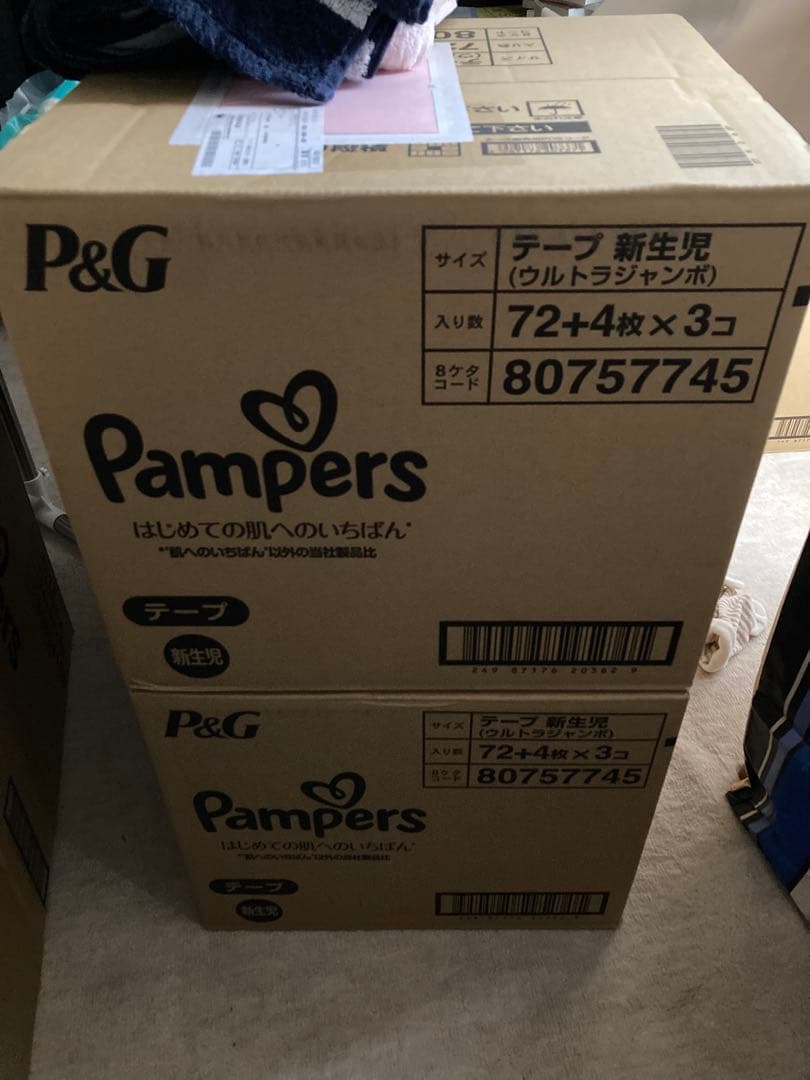 P&G
サイズ
テープ 新生児
(ウルトラジャンボ)
入り数
72+4枚×3コ
8ケタ
コード
80757745
Pampers
はじめての肌へのいちばん*
*"肌へのいちばん"以外の当社製品比
テープ
新生児
249 87176 20362 9
P&G
サイズ
テープ 新生児
(ウルトラジャンボ)
入り数
72+4枚×3コ
8ケタ
コード
80757745
Pampers
はじめての肌へのいちばん*
*"肌へのいちばん"以外の当社製品比
テープ
新生児